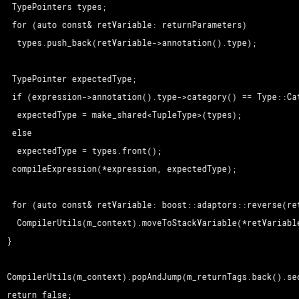 TypePointers types;
for (auto const& retVariable: returnParameters)
types.push_back(retVariable->annotation().type);
TypePointer expectedType;
if (expression->annotation().type->category() == Type::Cat
expectedType = make_shared<TupleType>(types);
else
expectedType = types.front();
compileExpression(*expression, expectedType);
for (auto const& retVariable: boost::adaptors::reverse(ret
CompilerUtils(m_context).moveToStackVariable(*retVariable
}
CompilerUtils(m_context).popAndJump(m_returnTags.back().sec
return false;